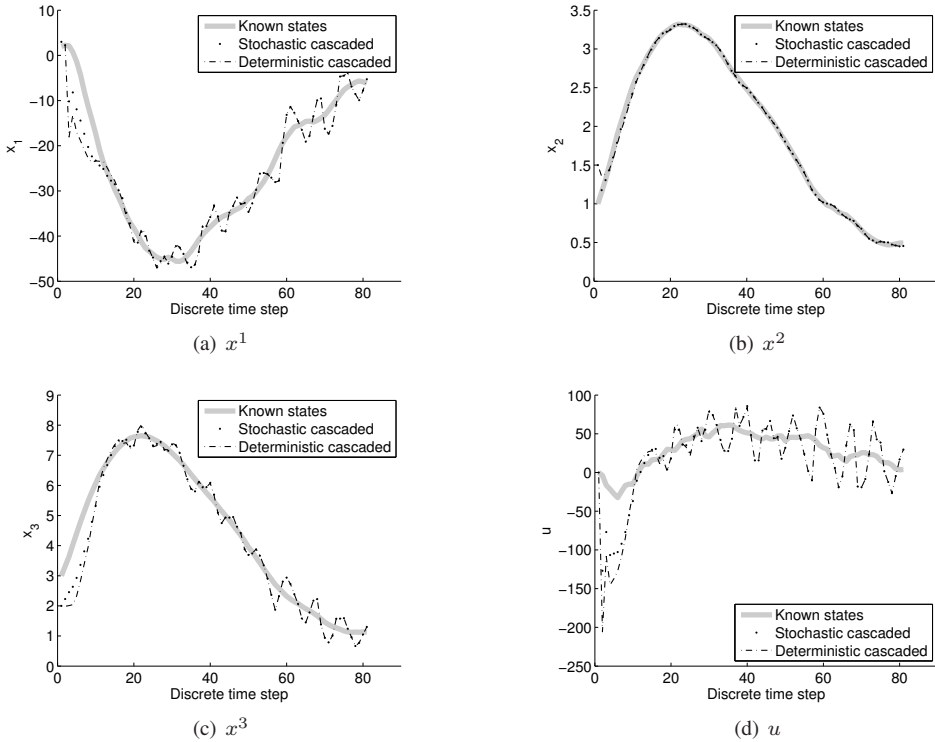 10
0
−10
−20
−30
−40
−50
x1
0
20
40
60
80
Discrete time step
Known states
Stochastic cascaded
Deterministic cascaded
(a) x^1
3.5
3
2.5
2
1.5
1
0.5
0
x2
0
20
40
60
80
Discrete time step
Known states
Stochastic cascaded
Deterministic cascaded
(b) x^2
9
8
7
6
5
4
3
2
1
0
x3
0
20
40
60
80
Discrete time step
Known states
Stochastic cascaded
Deterministic cascaded
(c) x^3
100
50
0
−50
−100
−150
−200
−250
u
0
20
40
60
80
Discrete time step
Known states
Stochastic cascaded
Deterministic cascaded
(d) u